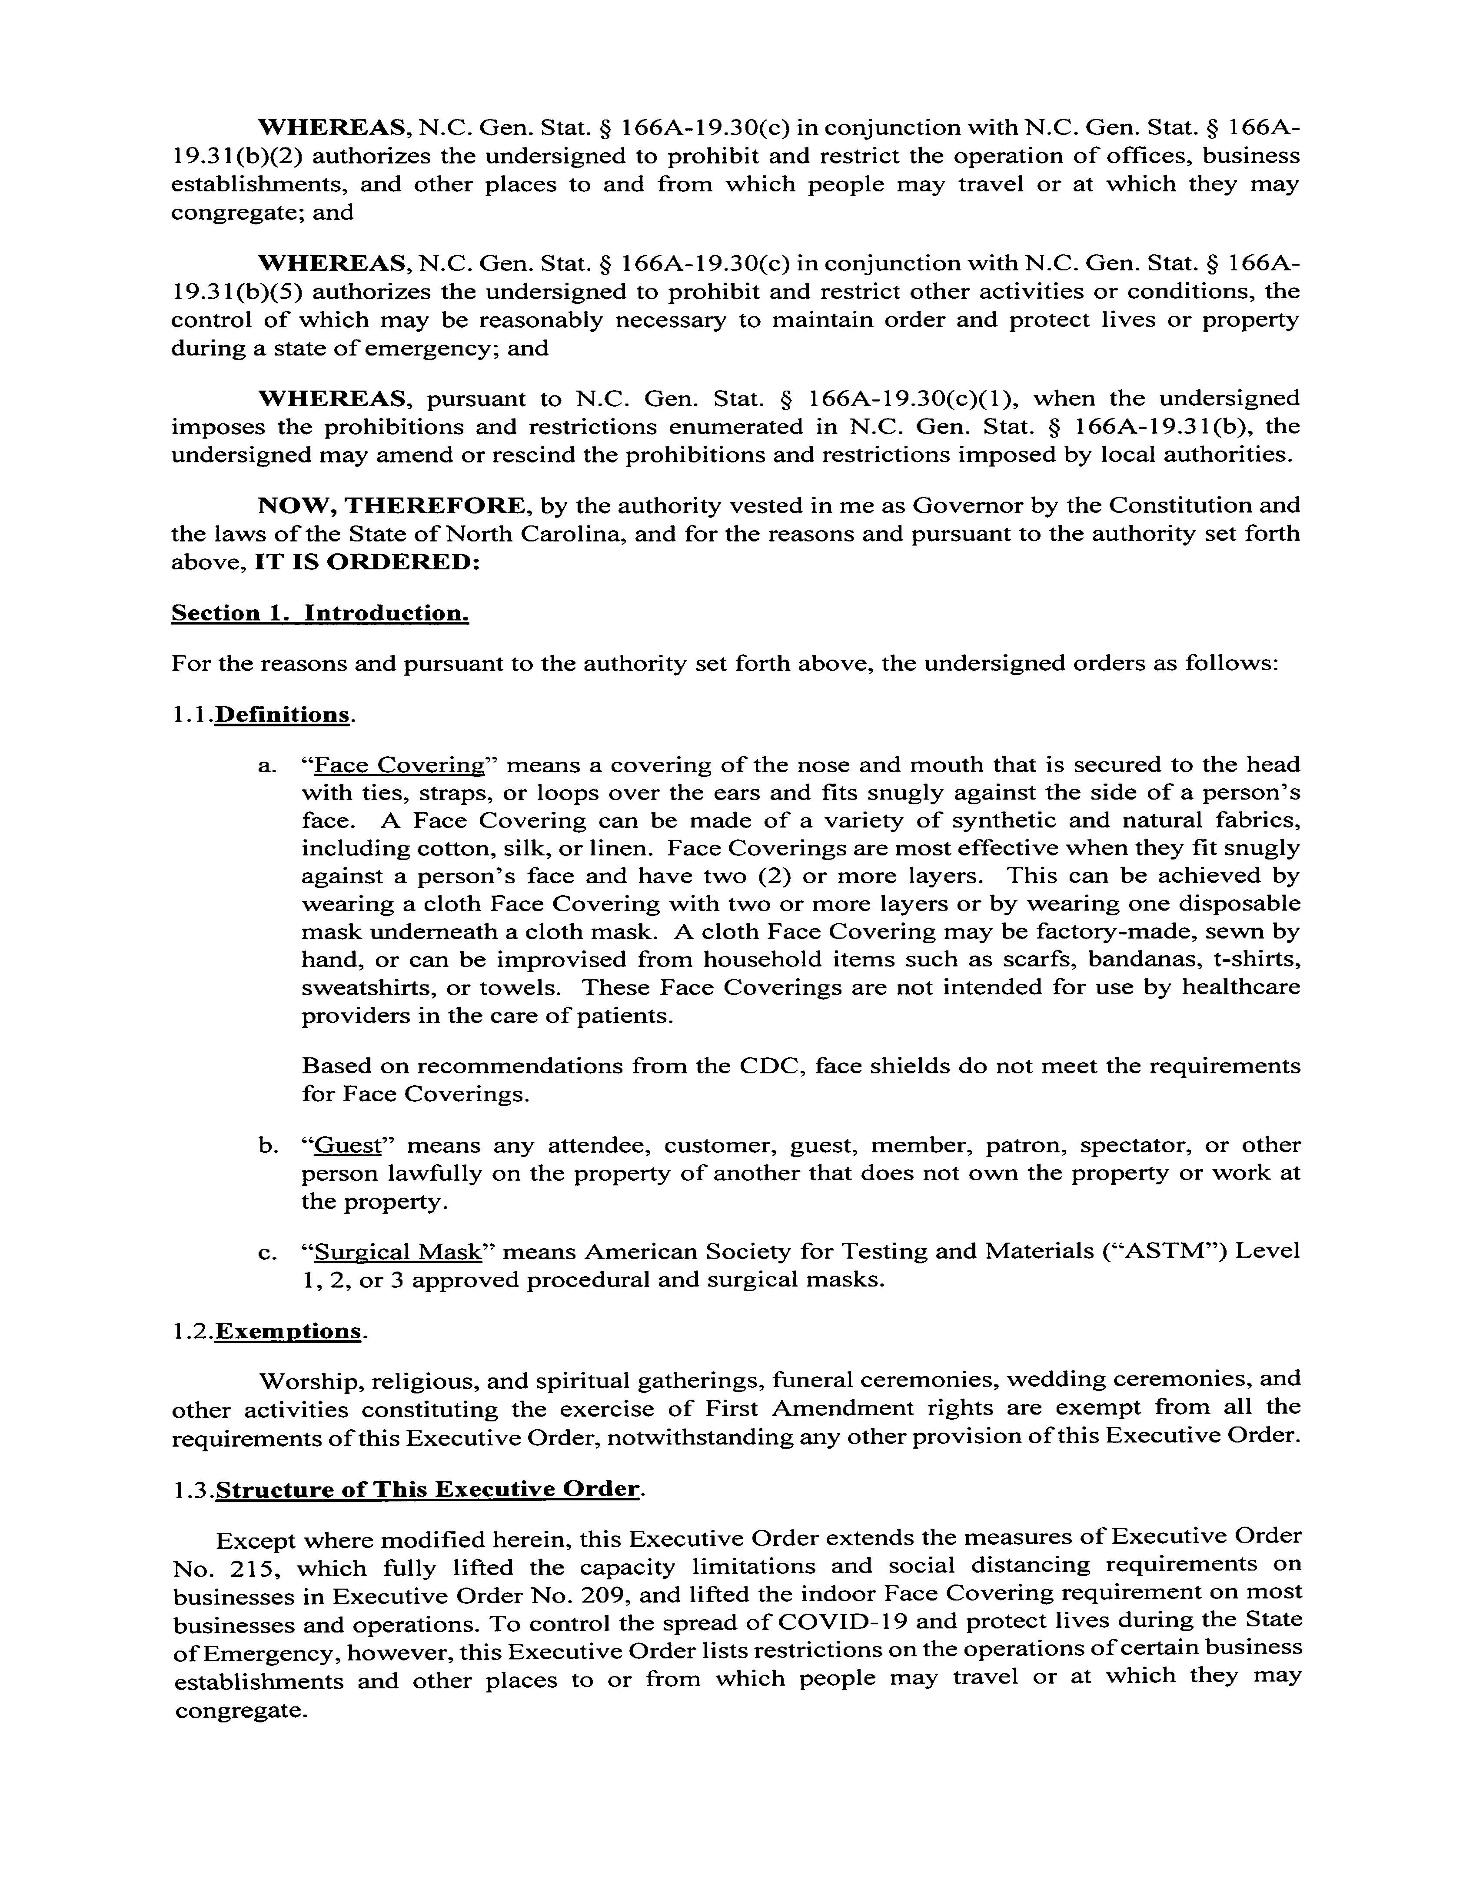 WHEREAS, N.C. Gen. Stat. § 166A-19.30(c) in conjunction with N.C. Gen. Stat. § 166A-
19.31(b)(2) authorizes the undersigned to prohibit and restrict the operation of offices, business
establishments, and other places to and from which people may travel or at which they may
congregate; and
WHEREAS, N.C. Gen. Stat. § 166A-19.30(c) in conjunction with N.C. Gen. Stat. § 166A-
19.31(b)(5) authorizes the undersigned to prohibit and restrict other activities or conditions, the
control of which may be reasonably necessary to maintain order and protect lives or property
during a state of emergency; and
WHEREAS, pursuant to N.C. Gen. Stat. § 166A-19.30(c)(1), when the undersigned
imposes the prohibitions and restrictions enumerated in N.C. Gen. Stat. § 166A-19.31(b), the
undersigned may amend or rescind the prohibitions and restrictions imposed by local authorities.
NOW, THEREFORE, by the authority vested in me as Governor by the Constitution and
the laws of the State of North Carolina, and for the reasons and pursuant to the authority set forth
above, IT IS ORDERED:
Section 1. Introduction.
For the reasons and pursuant to the authority set forth above, the undersigned orders as follows:
1.1.Definitions.
a. “Face Covering” means a covering of the nose and mouth that is secured to the head
with ties, straps, or loops over the ears and fits snugly against the side of a person’s
face. A Face Covering can be made of a variety of synthetic and natural fabrics,
including cotton, silk, or linen. Face Coverings are most effective when they fit snugly
against a person’s face and have two (2) or more layers. This can be achieved by
wearing a cloth Face Covering with two or more layers or by wearing one disposable
mask underneath a cloth mask. A cloth Face Covering may be factory-made, sewn by
hand, or can be improvised from household items such as scarfs, bandanas, t-shirts,
sweatshirts, or towels. These Face Coverings are not intended for use by healthcare
providers in the care of patients.
Based on recommendations from the CDC, face shields do not meet the requirements
for Face Coverings.
b. “Guest” means any attendee, customer, guest, member, patron, spectator, or other
person lawfully on the property of another that does not own the property or work at
the property.
c. “Surgical Mask” means American Society for Testing and Materials (“ASTM”) Level
1, 2, or 3 approved procedural and surgical masks.
1.2.Exemptions.
Worship, religious, and spiritual gatherings, funeral ceremonies, wedding ceremonies, and
other activities constituting the exercise of First Amendment rights are exempt from all the
requirements of this Executive Order, notwithstanding any other provision of this Executive Order.
1.3.Structure of This Executive Order.
Except where modified herein, this Executive Order extends the measures of Executive Order
No. 215, which fully lifted the capacity limitations and social distancing requirements on
businesses in Executive Order No. 209, and lifted the indoor Face Covering requirement on most
businesses and operations. To control the spread of COVID-19 and protect lives during the State
of Emergency, however, this Executive Order lists restrictions on the operations of certain business
establishments and other places to or from which people may travel or at which they may
congregate.